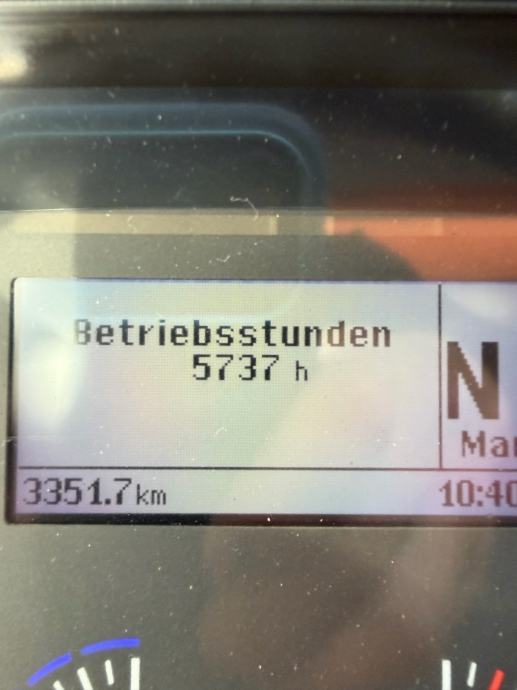 Betriebsstunden
5737 h
N
Ma
3351.7 km
10:40